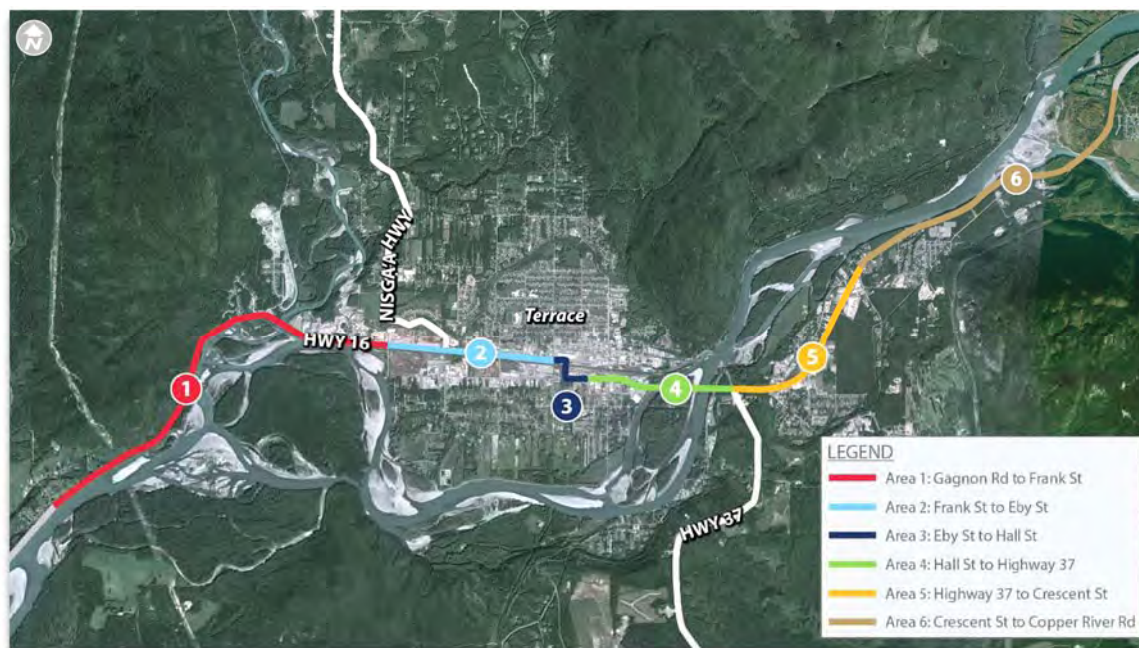 N
NISGA'A HWY
Terrace
HWY 16
1
2
3
4
5
6
HWY 37
LEGEND
Area 1: Gagnon Rd to Frank St
Area 2: Frank St to Eby St
Area 3: Eby St to Hall St
Area 4: Hall St to Highway 37
Area 5: Highway 37 to Crescent St
Area 6: Crescent St to Copper River Rd